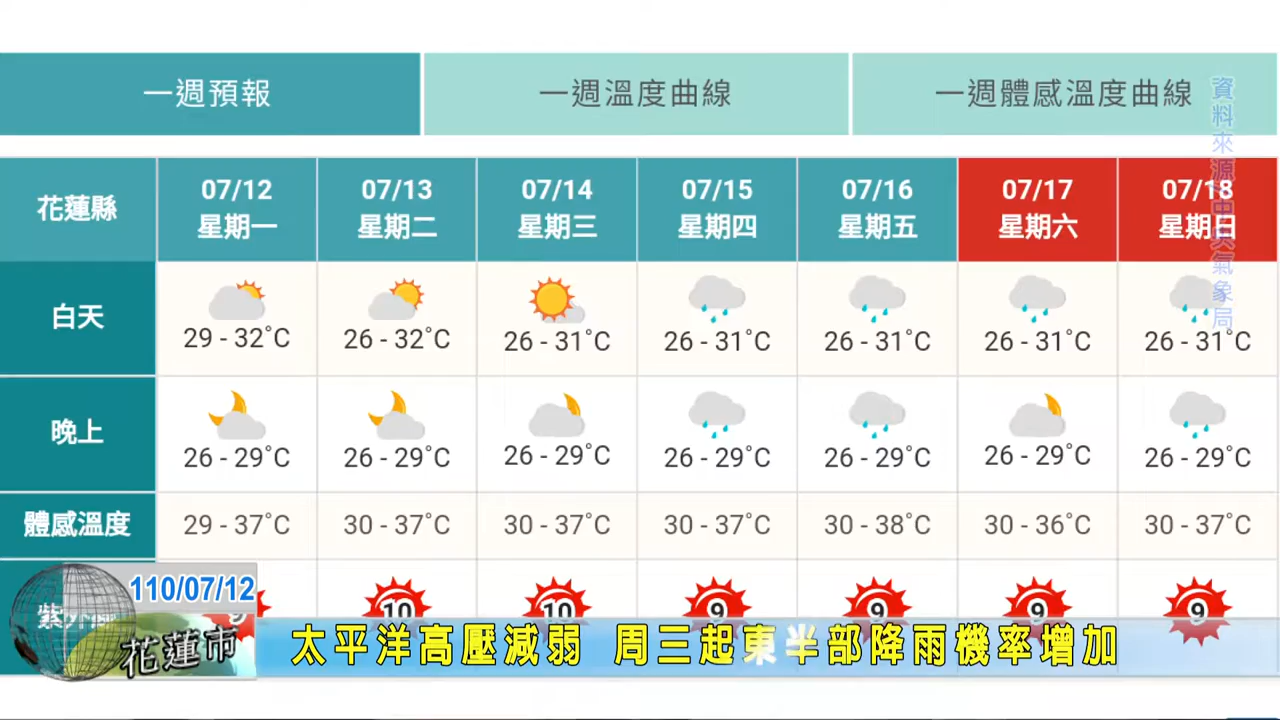 一週預報 一週溫度曲線 一週體感溫度曲線
資料來源/中央氣象局
花蓮縣 07/12 07/13 07/14 07/15 07/16 07/17 07/18
星期一 星期二 星期三 星期四 星期五 星期六 星期日
白天 29 - 32°C 26 - 32°C 26 - 31°C 26 - 31°C 26 - 31°C 26 - 31°C 26 - 31°C
晚上 26 - 29°C 26 - 29°C 26 - 29°C 26 - 29°C 26 - 29°C 26 - 29°C 26 - 29°C
體感溫度 29 - 37°C 30 - 37°C 30 - 37°C 30 - 37°C 30 - 38°C 30 - 36°C 30 - 37°C
紫 9 10 10 9 9 9 9
110/07/12
花蓮市
太平洋高壓減弱 周三起東半部降雨機率增加